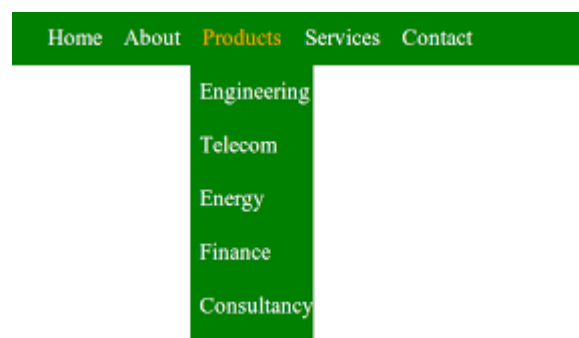 Home About Products Services Contact
Engineering
Telecom
Energy
Finance
Consultancy